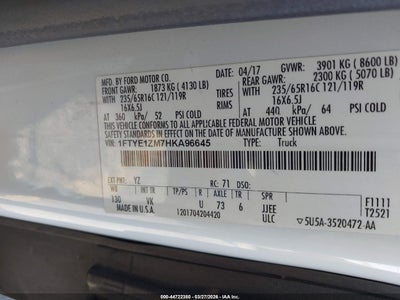 MFD BY FORD MOTOR CO.
04/17 GVWR: 3901 KG ( 8600 LB)
FRONT GAWR: 1873 KG ( 4130 LB)
REAR GAWR: 2300 KG ( 5070 LB)
235/65R16C 121/119R TIRES 235/65R16C 121/119R
16X6.5J RIMS 16X6.5J
AT 360 kPa/ 52 PSI COLD AT 440 kPa/ 64 PSI COLD
THIS VEHICLE CONFORMS TO ALL APPLICABLE FEDERAL MOTOR VEHICLE
SAFETY STANDARDS IN EFFECT ON THE DATE OF MANUFACTURE SHOWN ABOVE.
VIN: 1FTYE1ZM7HKA96645 TYPE: Truck
EXT PNT: YZ RC: 71 DSO:
WB INT TR TP/PS R AXLE TR SPR
130 VK U 73 6 JJEE F1111
1201704204420 ULC T2521
5U5A-3520472-AA
000-44722360 - 03/27/2026 - IAA